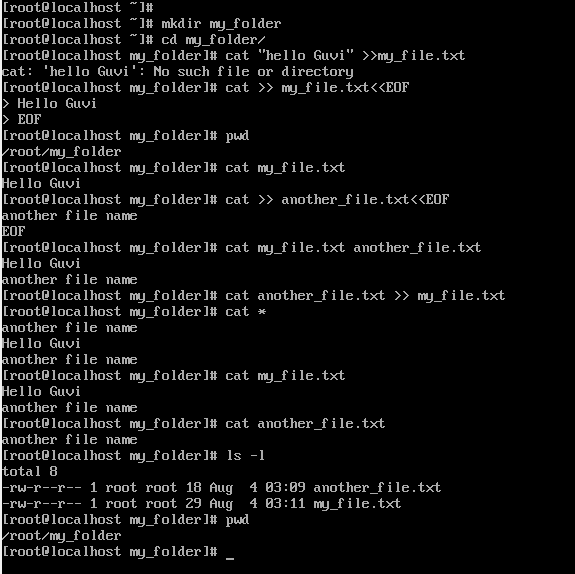 [root@localhost ~]#
[root@localhost ~]# mkdir my_folder
[root@localhost ~]# cd my_folder/
[root@localhost my_folder]# cat "hello Guvi" >>my_file.txt
cat: 'hello Guvi': No such file or directory
[root@localhost my_folder]# cat >> my_file.txt<<EOF
> Hello Guvi
> EOF
[root@localhost my_folder]# pwd
/root/my_folder
[root@localhost my_folder]# cat my_file.txt
Hello Guvi
[root@localhost my_folder]# cat >> another_file.txt<<EOF
another file name
EOF
[root@localhost my_folder]# cat my_file.txt another_file.txt
Hello Guvi
another file name
[root@localhost my_folder]# cat another_file.txt >> my_file.txt
[root@localhost my_folder]# cat *
another file name
Hello Guvi
another file name
[root@localhost my_folder]# cat my_file.txt
Hello Guvi
another file name
[root@localhost my_folder]# cat another_file.txt
another file name
[root@localhost my_folder]# ls -l
total 8
-rw-r--r-- 1 root root 18 Aug  4 03:09 another_file.txt
-rw-r--r-- 1 root root 29 Aug  4 03:11 my_file.txt
[root@localhost my_folder]# pwd
/root/my_folder
[root@localhost my_folder]# _